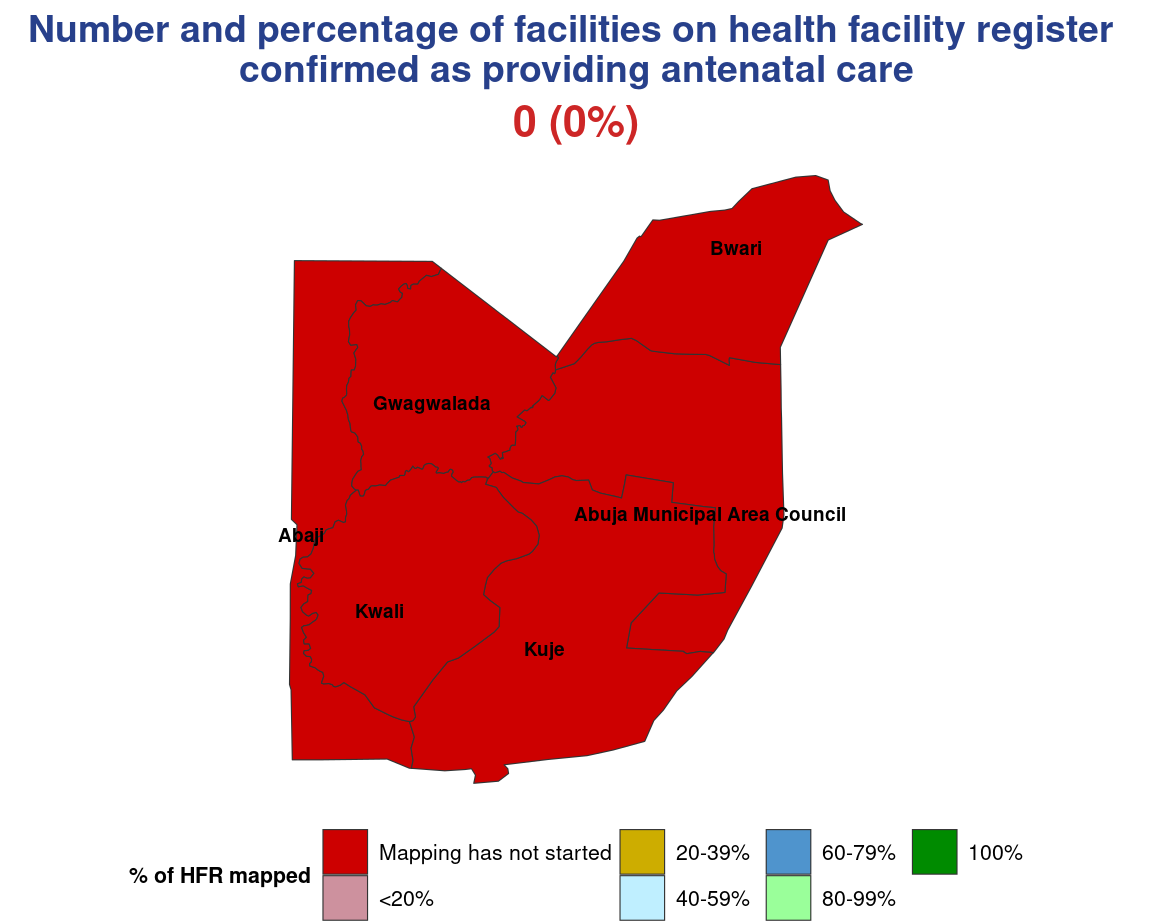 Number and percentage of facilities on health facility register
confirmed as providing antenatal care
0 (0%)
Bwari
Gwagwalada
Abuja Municipal Area Council
Abaji
Kwali
Kuje
% of HFR mapped
Mapping has not started
<20%
20-39%
40-59%
60-79%
80-99%
100%